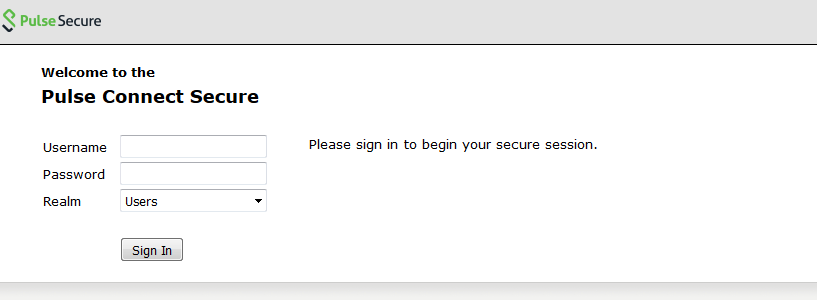 Pulse Secure
Welcome to the
Pulse Connect Secure
Username
Please sign in to begin your secure session.
Password
Realm
Users
Sign In